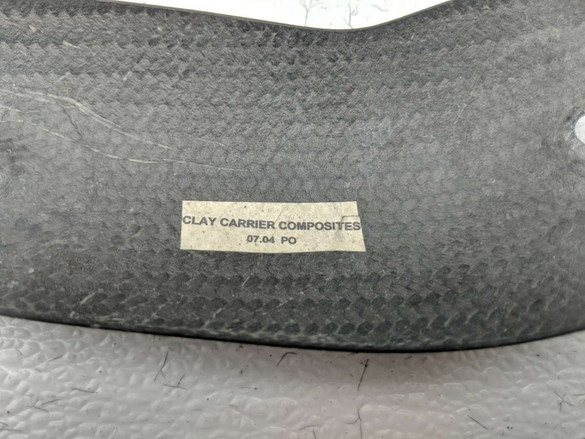 CLAY CARRIER COMPOSITES
07.04 PO